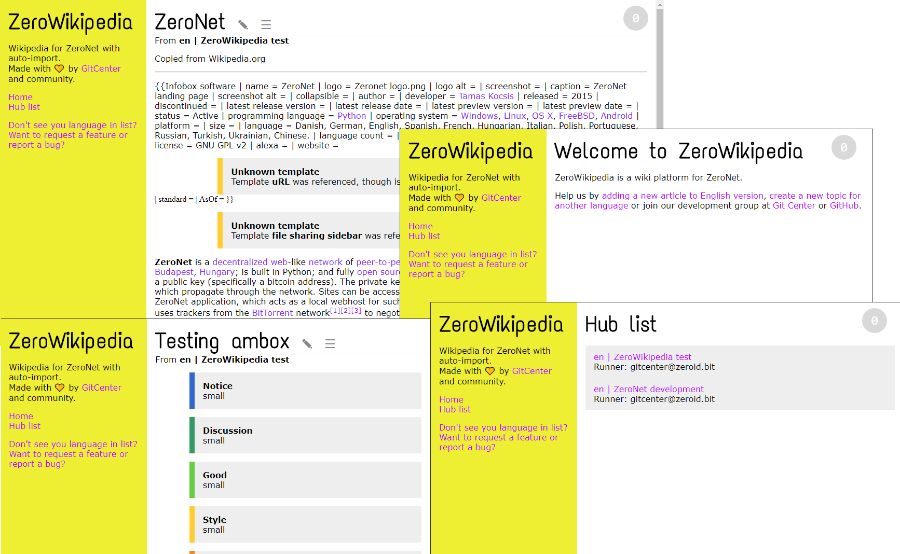 ZeroWikipedia
Wikipedia for ZeroNet with
auto-import.
Made with 🧡 by GitCenter
and community.
Home
Hub list
Don't see you language in list?
Want to request a feature or
report a bug?
ZeroNet
0
From en | ZeroWikipedia test
Copied from Wikipedia.org
{{Infobox software | name = ZeroNet | logo = Zeronet logo.png | logo alt = | screenshot = | caption = ZeroNet
landing page | screenshot alt = | collapsible = | author = | developer = Tamas Kocsis | released = 2015 |
discontinued = | latest release version = | latest release date = | latest preview version = | latest preview date = |
status = Active | programming language = Python | operating system = Windows, Linux, OS X, FreeBSD, Android |
platform = | size = | language = Danish, German, English, Spanish, French, Hungarian, Italian, Polish, Portuguese,
Russian, Turkish, Ukrainian, Chinese. | language count = |
license = GNU GPL v2 | alexa = | website =
Unknown template
Template uRL was referenced, though is
| standard = | AsOf = }}
Unknown template
Template file sharing sidebar was refe
ZeroNet is a decentralized web-like network of peer-to-pe
Budapest, Hungary; is built in Python; and fully open sourc
a public key (specifically a bitcoin address). The private ke
which propagate through the network. Sites can be access
ZeroNet application, which acts as a local webhost for such
uses trackers from the BitTorrent network[1][2][3] to negot
ZeroWikipedia
Wikipedia for ZeroNet with
auto-import.
Made with 🧡 by GitCenter
and community.
Home
Hub list
Don't see you language in list?
Want to request a feature or
report a bug?
Welcome to ZeroWikipedia
0
ZeroWikipedia is a wiki platform for ZeroNet.
Help us by adding a new article to English version, create a new topic for
another language or join our development group at Git Center or GitHub.
ZeroWikipedia
Wikipedia for ZeroNet with
auto-import.
Made with 🧡 by GitCenter
and community.
Home
Hub list
Don't see you language in list?
Want to request a feature or
report a bug?
Testing ambox
From en | ZeroWikipedia test
Notice
small
Discussion
small
Good
small
Style
small
ZeroWikipedia
Wikipedia for ZeroNet with
auto-import.
Made with 🧡 by GitCenter
and community.
Home
Hub list
Don't see you language in list?
Want to request a feature or
report a bug?
Hub list
0
en | ZeroWikipedia test
Runner: gitcenter@zeroid.bit
en | ZeroNet development
Runner: gitcenter@zeroid.bit